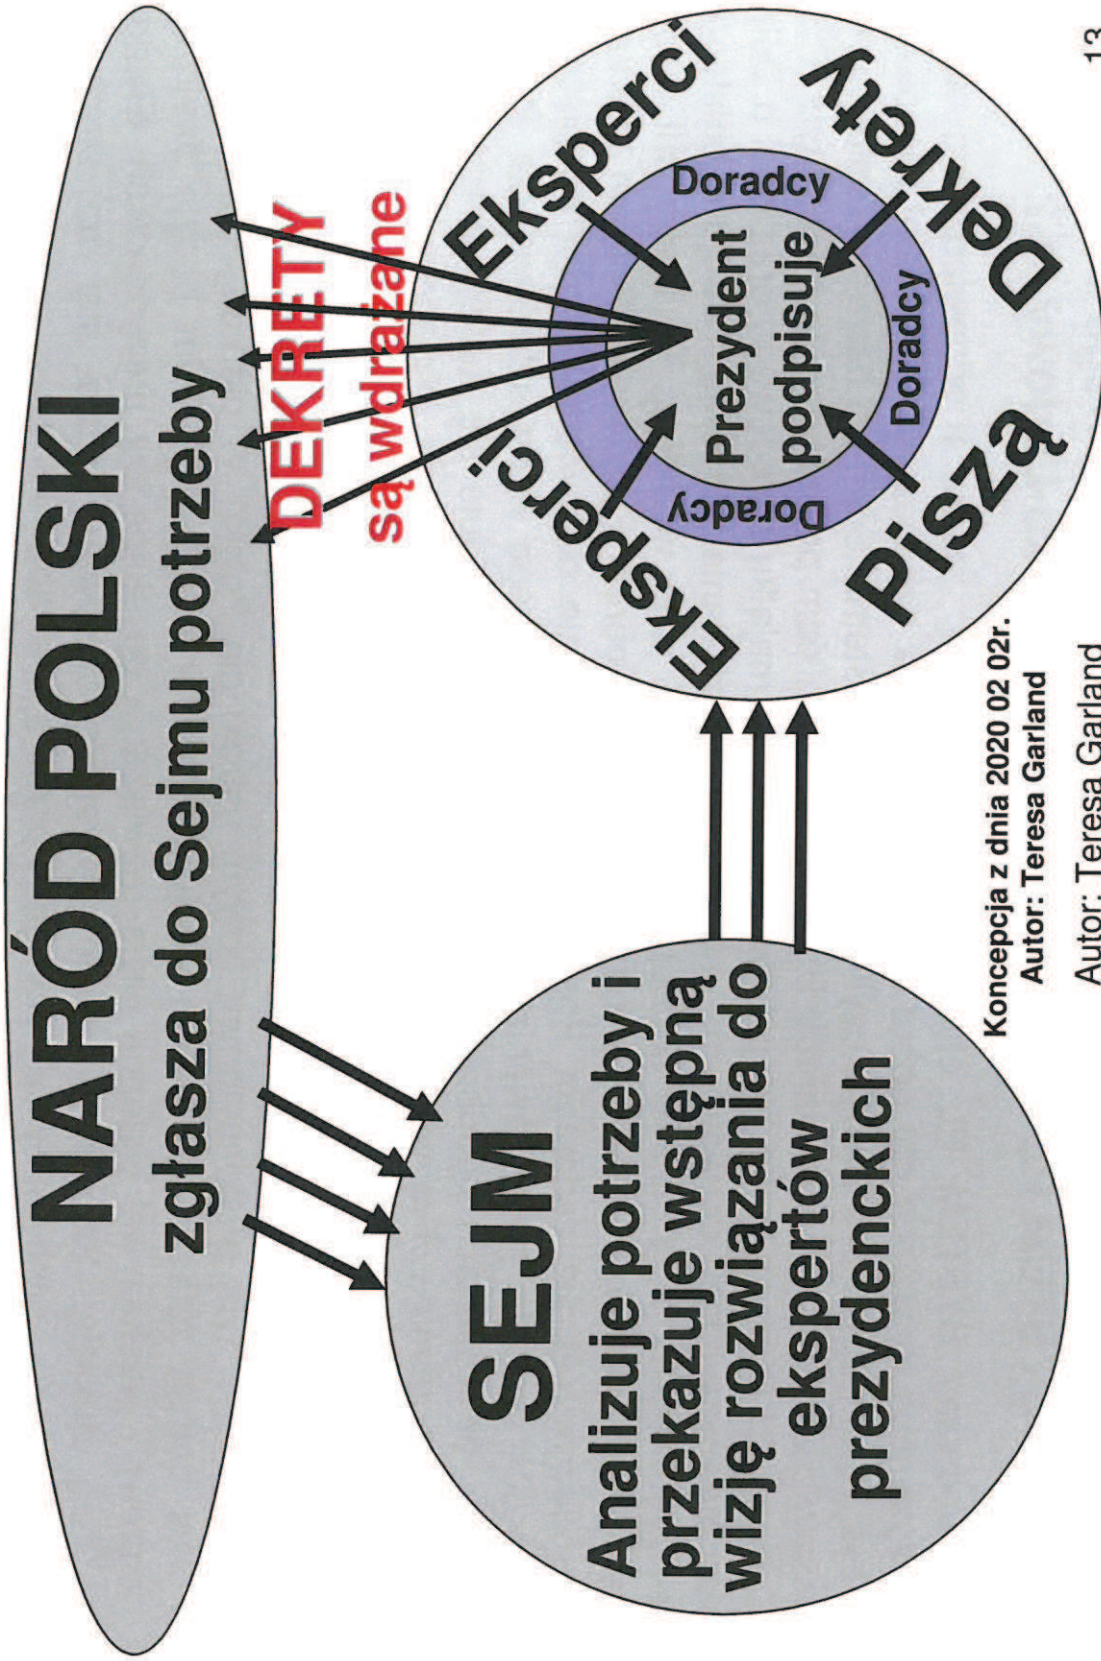 NARÓD POLSKI
zgłasza do Sejmu potrzeby
DEKRETY
są wdrażane
SEJM
Analizuje potrzeby i
przekazuje wstępną
wizję rozwiązania do
ekspertów
prezydenckich
Eksperci
Eksperci
Piszą
Dekrety
Doradcy
Doradcy
Doradcy
Prezydent
podpisuje
Koncepcja z dnia 2020 02 02r.
Autor: Teresa Garland
Autor: Teresa Garland
13